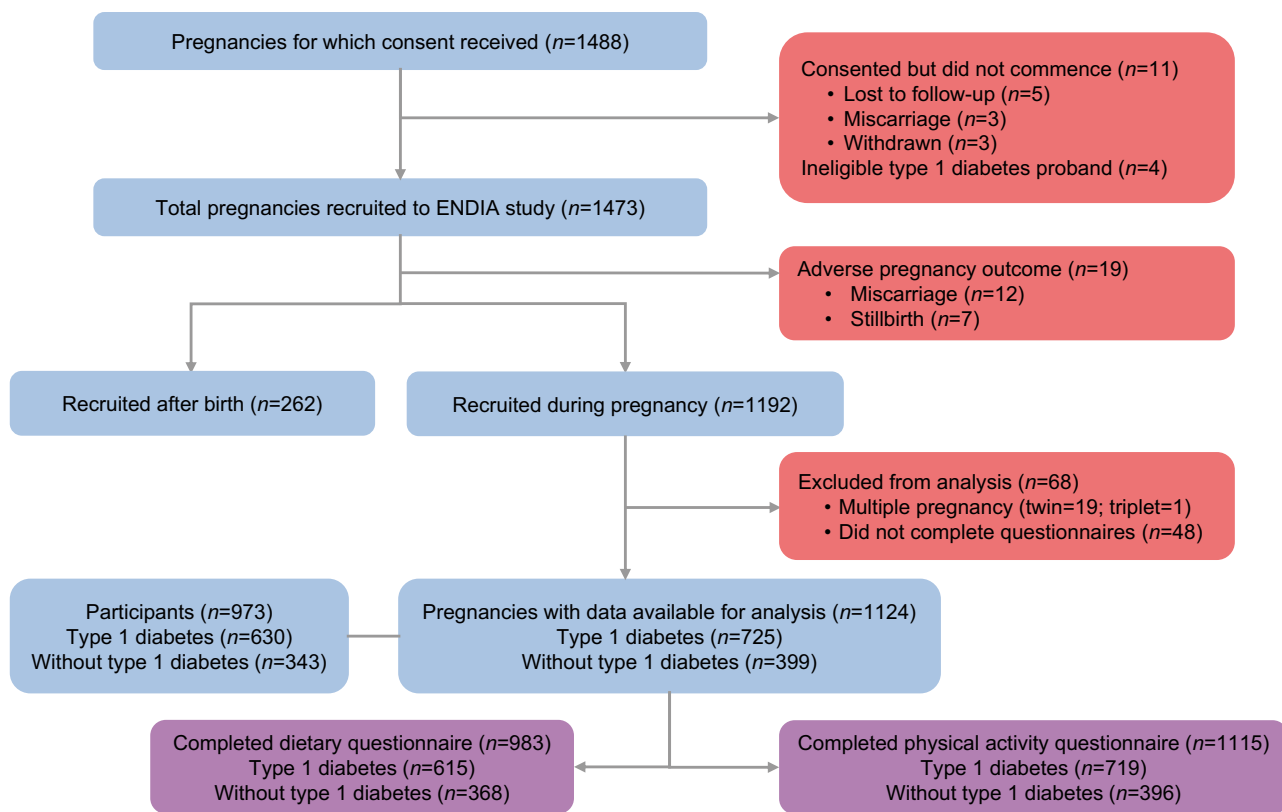 Pregnancies for which consent received (n=1488)
Consented but did not commence (n=11)
• Lost to follow-up (n=5)
• Miscarriage (n=3)
• Withdrawn (n=3)
Ineligible type 1 diabetes proband (n=4)
Total pregnancies recruited to ENDIA study (n=1473)
Adverse pregnancy outcome (n=19)
• Miscarriage (n=12)
• Stillbirth (n=7)
Recruited after birth (n=262)
Recruited during pregnancy (n=1192)
Excluded from analysis (n=68)
• Multiple pregnancy (twin=19; triplet=1)
• Did not complete questionnaires (n=48)
Participants (n=973)
Type 1 diabetes (n=630)
Without type 1 diabetes (n=343)
Pregnancies with data available for analysis (n=1124)
Type 1 diabetes (n=725)
Without type 1 diabetes (n=399)
Completed dietary questionnaire (n=983)
Type 1 diabetes (n=615)
Without type 1 diabetes (n=368)
Completed physical activity questionnaire (n=1115)
Type 1 diabetes (n=719)
Without type 1 diabetes (n=396)